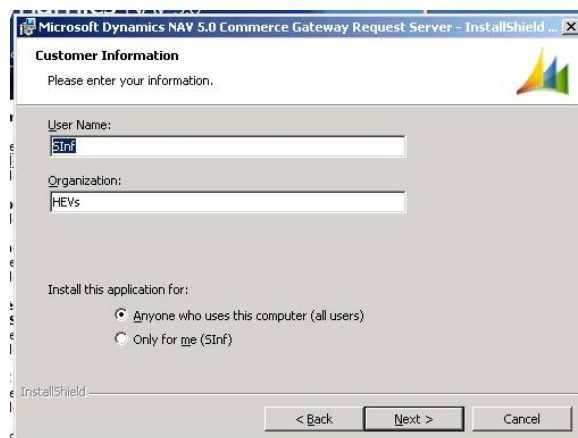 Microsoft Dynamics NAV 5.0 Commerce Gateway Request Server - InstallShield ...
Customer Information
Please enter your information.
User Name:
SInf
Organization:
HEVs
Install this application for:
Anyone who uses this computer (all users)
Only for me (SInf)
InstallShield
< Back
Next >
Cancel